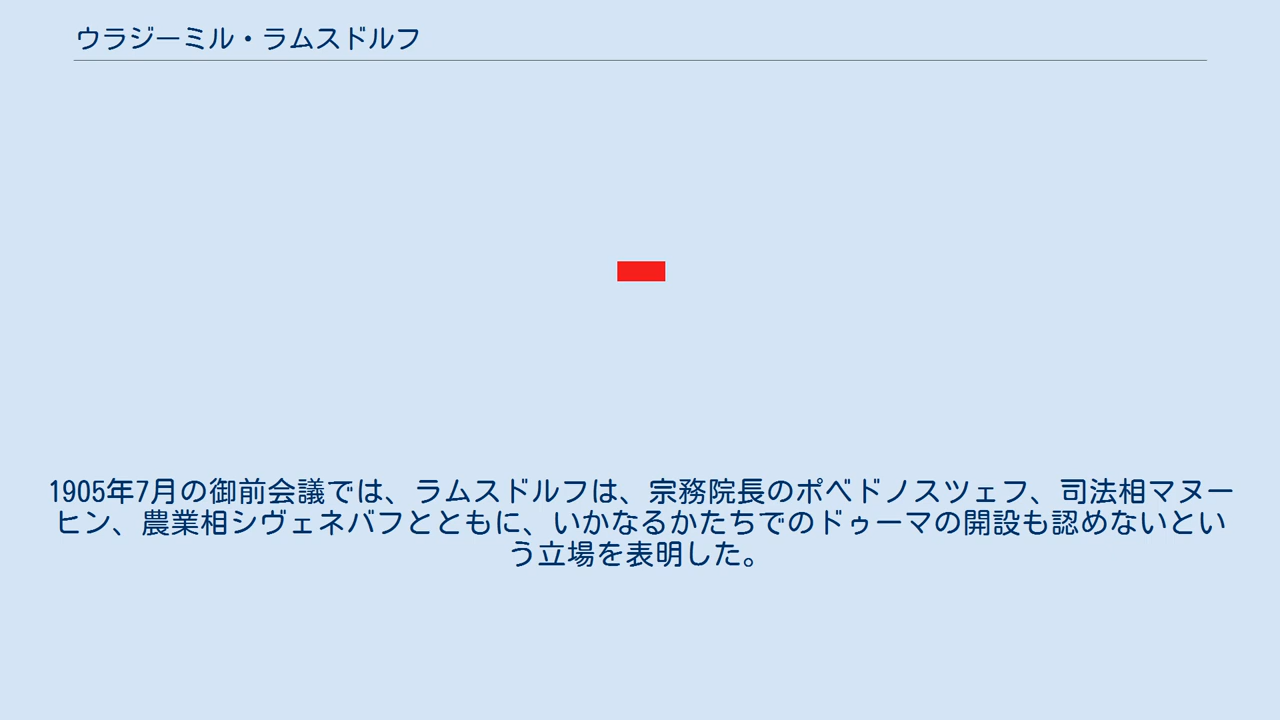 ウラジーミル・ラムスドルフ
1905年7月の御前会議では、ラムスドルフは、宗務院長のポベドノスツェフ、司法相マヌー
ヒン、農業相シヴェネバフとともに、いかなるかたちでのドゥーマの開設も認めないとい
う立場を表明した。